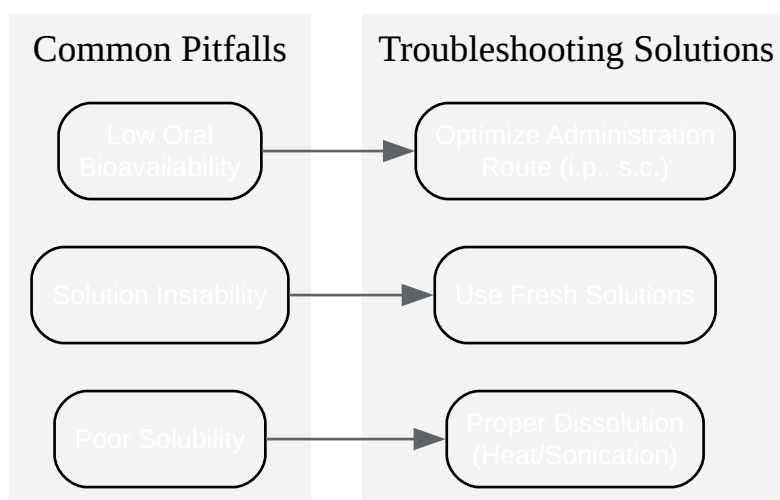 Common Pitfalls
Troubleshooting Solutions
Low Oral
Bioavailability
Optimize Administration
Route (i.p., s.c.)
Solution Instability
Use Fresh Solutions
Poor Solubility
Proper Dissolution
(Heat/Sonication)